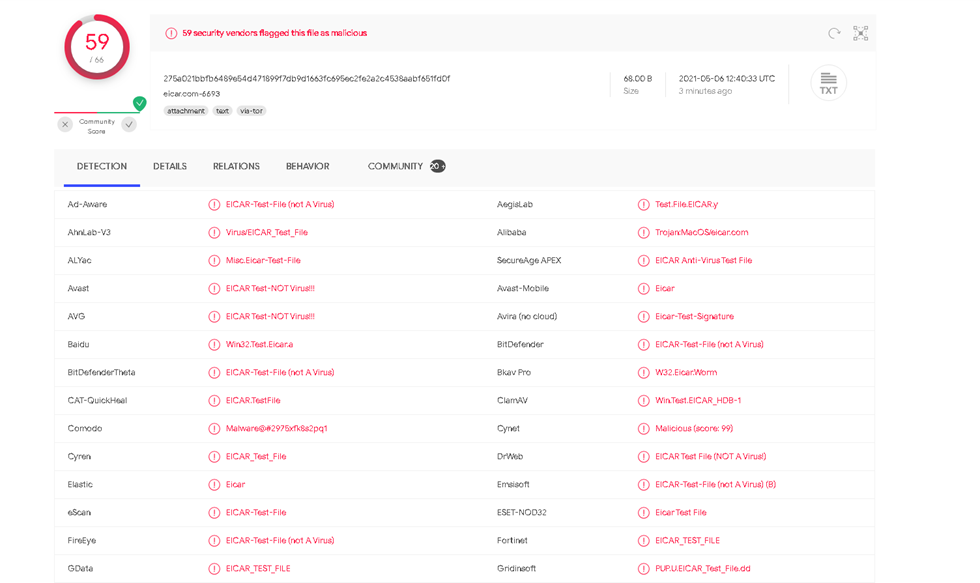 59
/ 66
Community
Score
59 security vendors flagged this file as malicious
275a021bbfb6489e54d471899f7db9d1663fc695ec2fe2a2c4538aabf651fd0f
eicar.com-6693
attachment text via-tor
68.00 B
Size
2021-05-06 12:40:33 UTC
3 minutes ago
TXT
DETECTION DETAILS RELATIONS BEHAVIOR COMMUNITY 20+
Ad-Aware EICAR-Test-File (not A Virus) AegisLab Test.File.EICAR.y
AhnLab-V3 Virus/EICAR_Test_File Alibaba Trojan:MacOS/eicar.com
ALYac Misc.Eicar-Test-File SecureAge APEX EICAR Anti-Virus Test File
Avast EICAR Test-NOT Virus!!! Avast-Mobile Eicar
AVG EICAR Test-NOT Virus!!! Avira (no cloud) Eicar-Test-Signature
Baidu Win32.Test.Eicar.a BitDefender EICAR-Test-File (not A Virus)
BitDefenderTheta EICAR-Test-File (not A Virus) Bkav Pro W32.Eicar.Worm
CAT-QuickHeal EICAR.TestFile ClamAV Win.Test.EICAR_HDB-1
Comodo Malware@#2975xfk8s2pq1 Cynet Malicious (score: 99)
Cyren EICAR_Test_File DrWeb EICAR Test File (NOT A Virus!)
Elastic Eicar Emsisoft EICAR-Test-File (not A Virus) (B)
eScan EICAR-Test-File ESET-NOD32 Eicar Test File
FireEye EICAR-Test-File (not A Virus) Fortinet EICAR_TEST_FILE
GData EICAR_TEST_FILE Gridinsoft PUP.U.EICAR_Test_File.dd